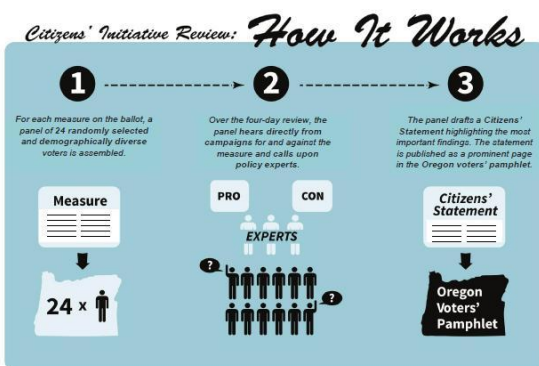 Citizens' Initiative Review: How It Works
1
2
3
For each measure on the ballot, a
panel of 24 randomly selected
and demographically diverse
voters is assembled.
Over the four-day review, the
panel hears directly from
campaigns for and against the
measure and calls upon
policy experts.
The panel drafts a Citizens'
Statement highlighting the most
important findings. The statement
is published as a prominent page
in the Oregon voters' pamphlet.
Measure
24 x
PRO
CON
EXPERTS
?
?
Citizens'
Statement
Oregon
Voters'
Pamphlet